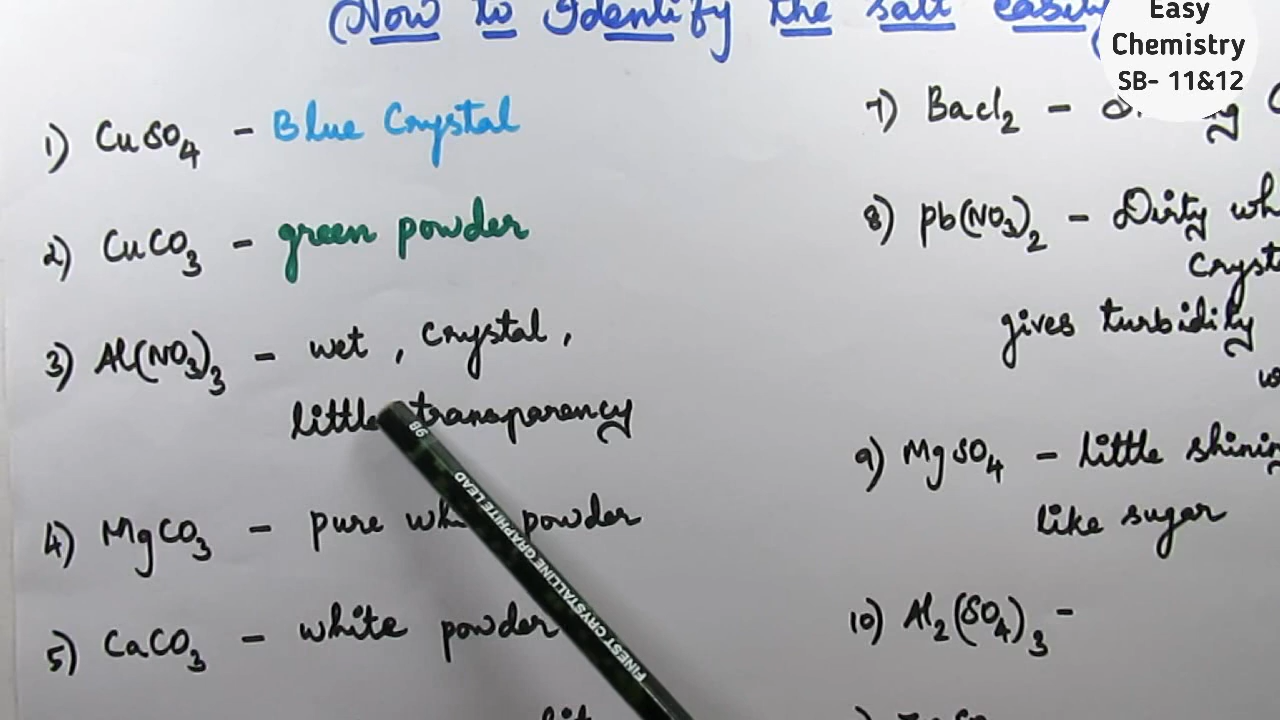 How to Identify the salt easily
Easy
Chemistry
SB- 11&12
1) CuSO4 - Blue Crystal
2) CuCO3 - green powder
3) Al(NO3)3 - wet, crystal,
little transparency
4) MgCO3 - pure powder
5) CaCO3 - white powder
7) Bacl2 -
8) pb(NO3)2 - Dirty
gives turbidity
9) MgSO4 - little
like sugar
10) Al2(SO4)3 -
98
FINEST CRYSTALLINE GRAPHITE LEAD